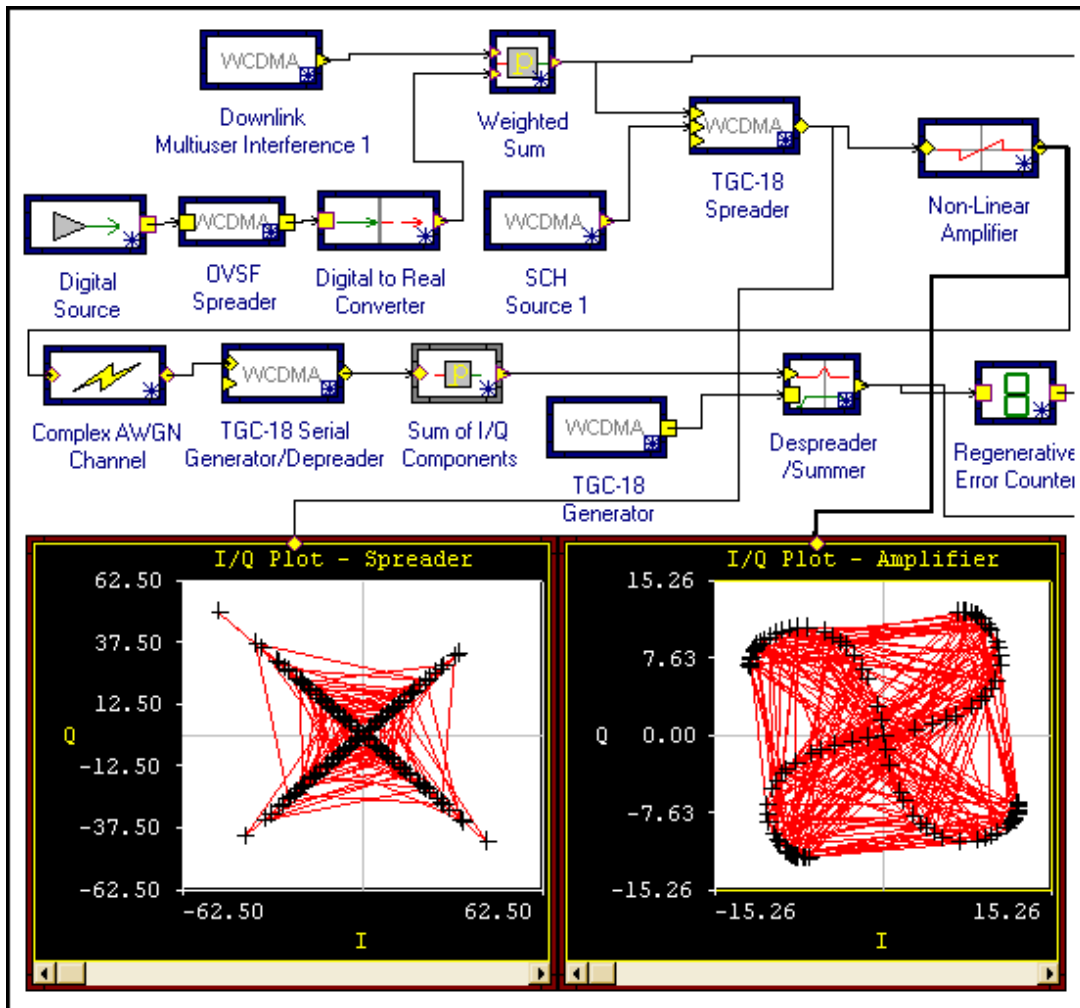 WCDMA
p
Downlink
Multiuser Interference 1
Weighted
Sum
WCDMA
TGC-18
Spreader
Non-Linear
Amplifier
WCDMA
WCDMA
Digital
Source
OVSF
Spreader
Digital to Real
Converter
SCH
Source 1
WCDMA
p
WCDMA
Complex AWGN
Channel
TGC-18 Serial
Generator/Depreader
Sum of I/Q
Components
TGC-18
Generator
Despreader
/Summer
Regenerative
Error Counter
I/Q Plot - Spreader
62.50
37.50
12.50
Q
-12.50
-37.50
-62.50
-62.50 62.50
I
I/Q Plot - Amplifier
15.26
7.63
Q 0.00
-7.63
-15.26
-15.26 15.26
I